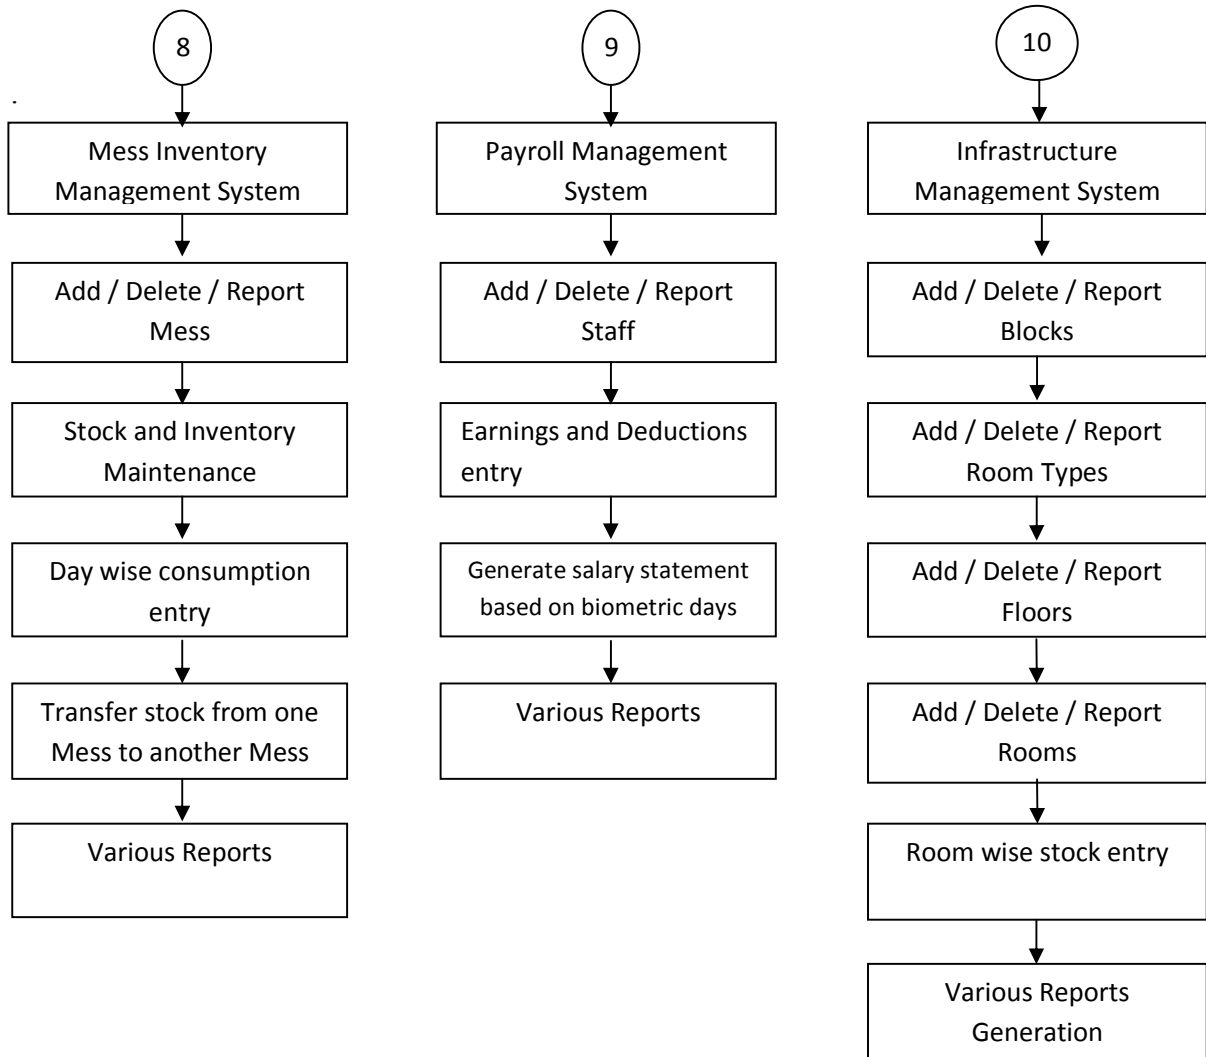 8
Mess Inventory
Management System
Add / Delete / Report
Mess
Stock and Inventory
Maintenance
Day wise consumption
entry
Transfer stock from one
Mess to another Mess
Various Reports
9
Payroll Management
System
Add / Delete / Report
Staff
Earnings and Deductions
entry
Generate salary statement
based on biometric days
Various Reports
10
Infrastructure
Management System
Add / Delete / Report
Blocks
Add / Delete / Report
Room Types
Add / Delete / Report
Floors
Add / Delete / Report
Rooms
Room wise stock entry
Various Reports
Generation